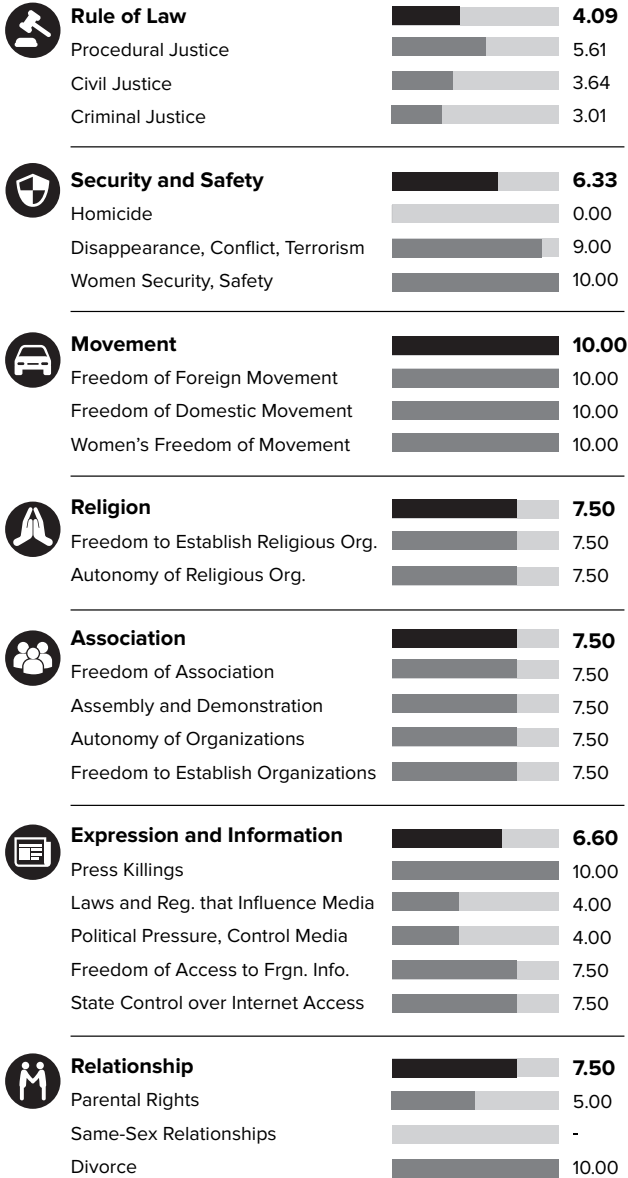 Rule of Law 4.09
Procedural Justice 5.61
Civil Justice 3.64
Criminal Justice 3.01
Security and Safety 6.33
Homicide 0.00
Disappearance, Conflict, Terrorism 9.00
Women Security, Safety 10.00
Movement 10.00
Freedom of Foreign Movement 10.00
Freedom of Domestic Movement 10.00
Women’s Freedom of Movement 10.00
Religion 7.50
Freedom to Establish Religious Org. 7.50
Autonomy of Religious Org. 7.50
Association 7.50
Freedom of Association 7.50
Assembly and Demonstration 7.50
Autonomy of Organizations 7.50
Freedom to Establish Organizations 7.50
Expression and Information 6.60
Press Killings 10.00
Laws and Reg. that Influence Media 4.00
Political Pressure, Control Media 4.00
Freedom of Access to Frgn. Info. 7.50
State Control over Internet Access 7.50
Relationship 7.50
Parental Rights 5.00
Same-Sex Relationships -
Divorce 10.00